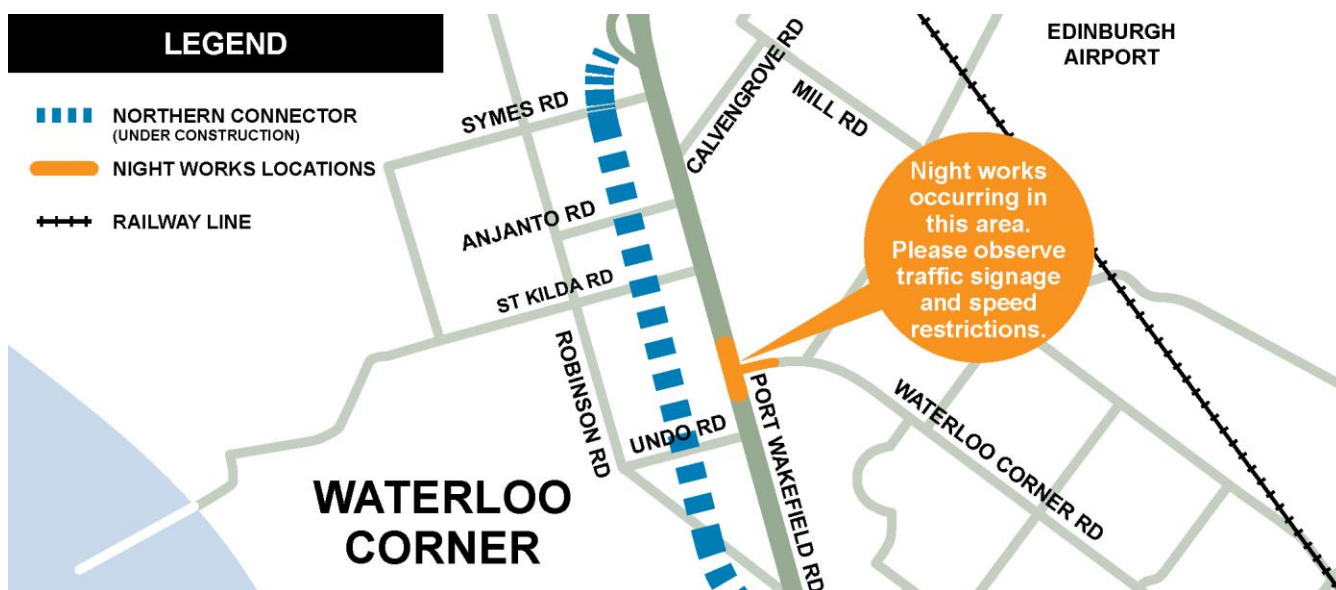 LEGEND
NORTHERN CONNECTOR
(UNDER CONSTRUCTION)
NIGHT WORKS LOCATIONS
RAILWAY LINE
EDINBURGH
AIRPORT
SYMES RD
CALVENGROVE RD
MILL RD
ANJANTO RD
ST KILDA RD
ROBINSON RD
UNDO RD
PORT WAKEFIELD RD
WATERLOO CORNER RD
Night works
occurring in
this area.
Please observe
traffic signage
and speed
restrictions.
WATERLOO
CORNER